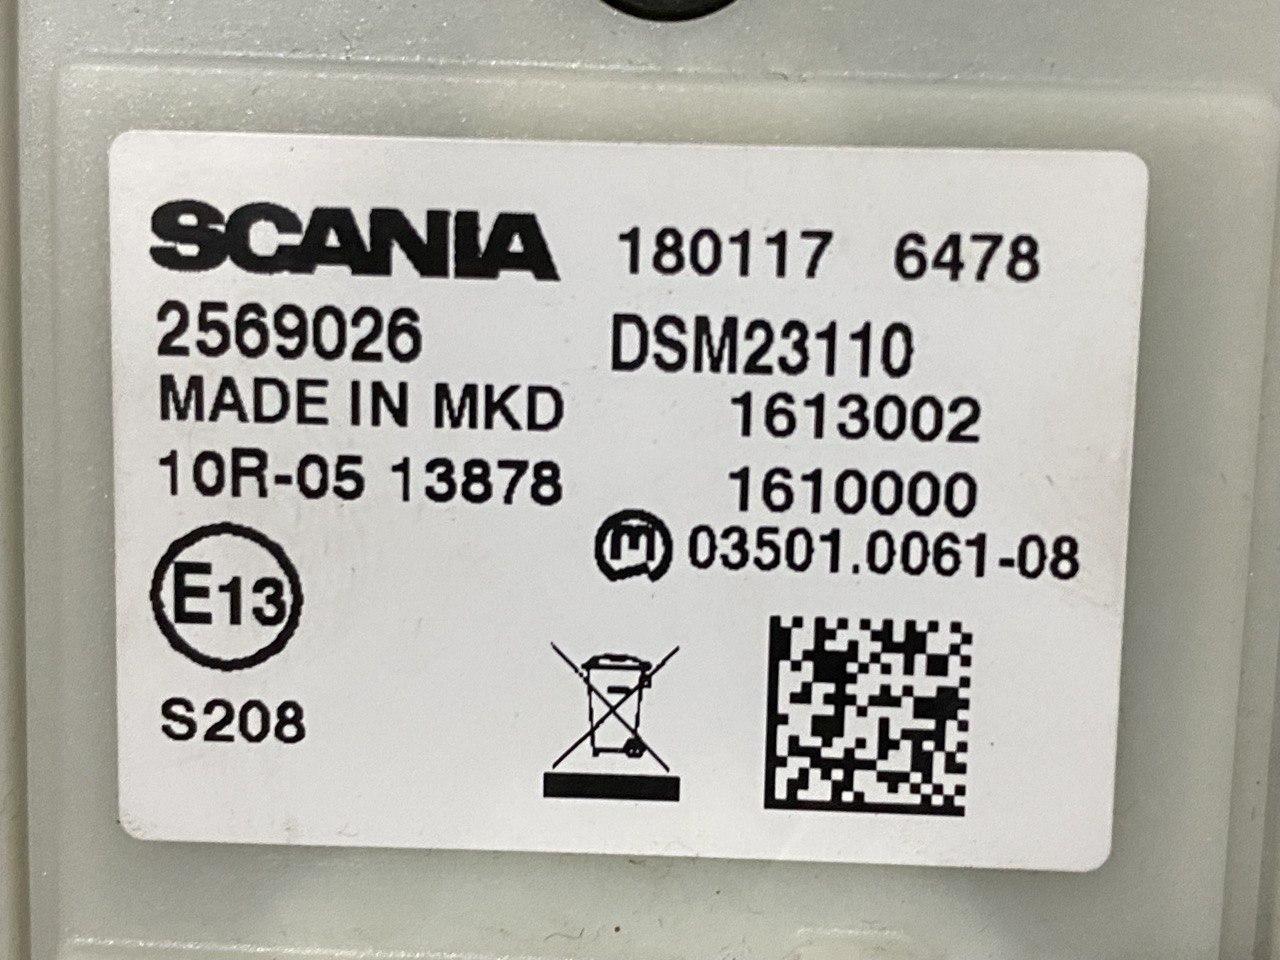 SCANIA 180117 6478
2569026 DSM23110
MADE IN MKD 1613002
10R-05 13878 1610000
M 03501.0061-08
E13
S208